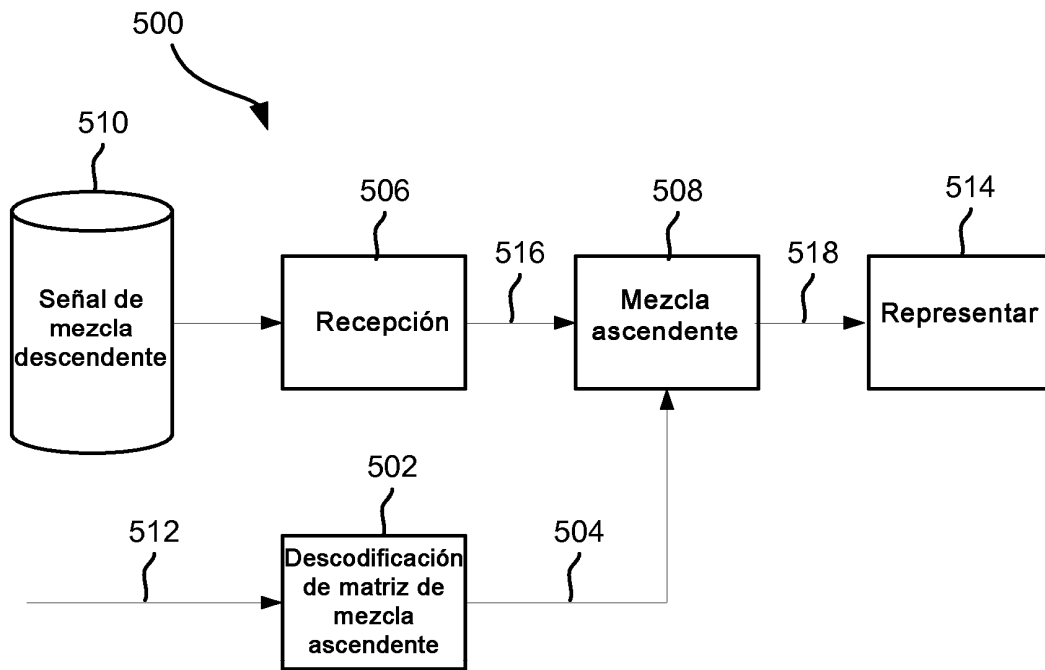 500
510
506
508
514
516
518
Señal de
mezcla
descendente
Recepción
Mezcla
ascendente
Representar
502
512
504
Descodificación
de matriz de
mezcla
ascendente